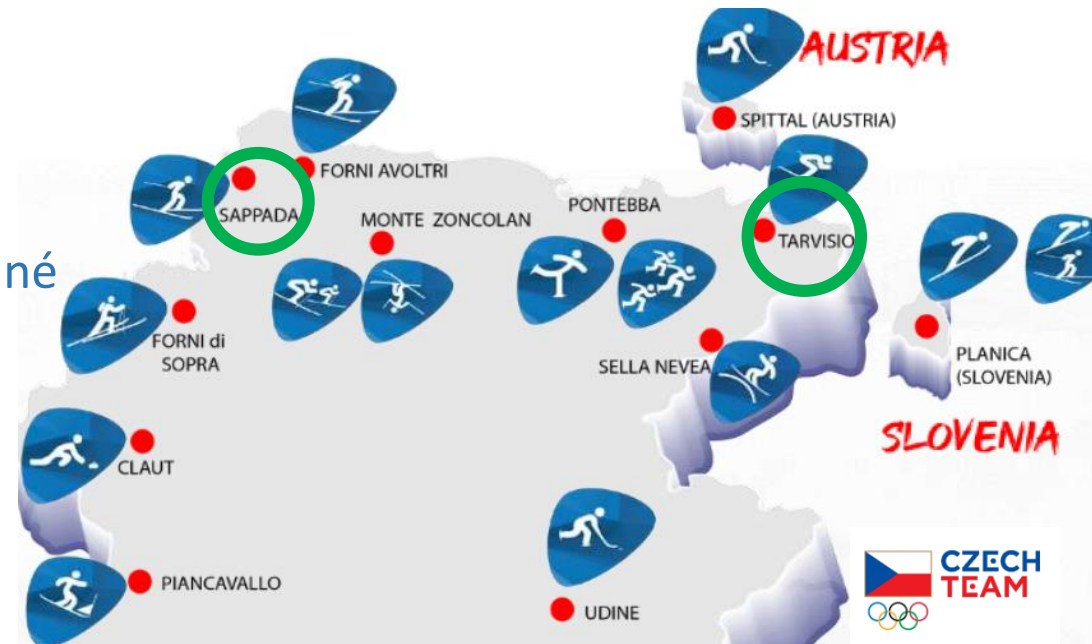 AUSTRIA
SPITTAL (AUSTRIA)
FORNI AVOLTRI
SAPPADA
MONTE ZONCOLAN
PONTEBBA
TARVISIO
né
FORNI di
SOPRA
SELLA NEVEA
PLANICA
(SLOVENIA)
SLOVENIA
CLAUT
PIANCAVALLO
UDINE
CZECH
TEAM